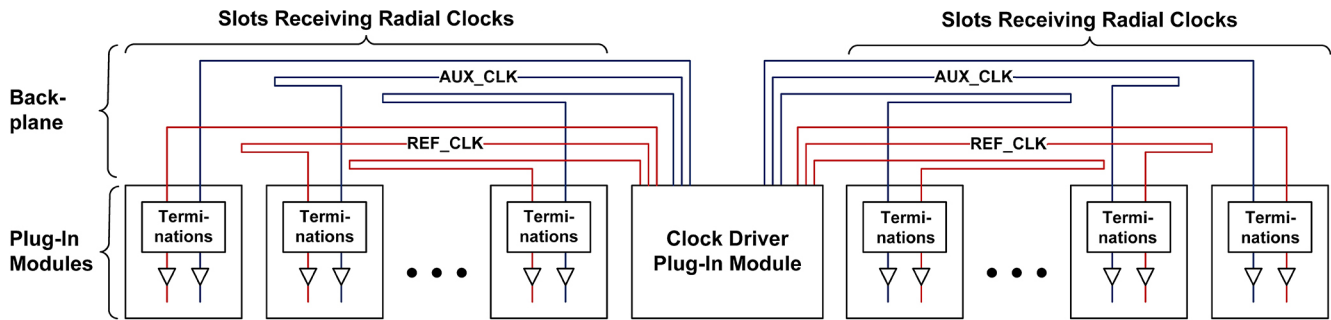 Slots Receiving Radial Clocks
Slots Receiving Radial Clocks
AUX_CLK
AUX_CLK
Back-
plane
REF_CLK
REF_CLK
Plug-In
Modules
Termi-
nations
Termi-
nations
Termi-
nations
Clock Driver
Plug-In Module
Termi-
nations
Termi-
nations
Termi-
nations